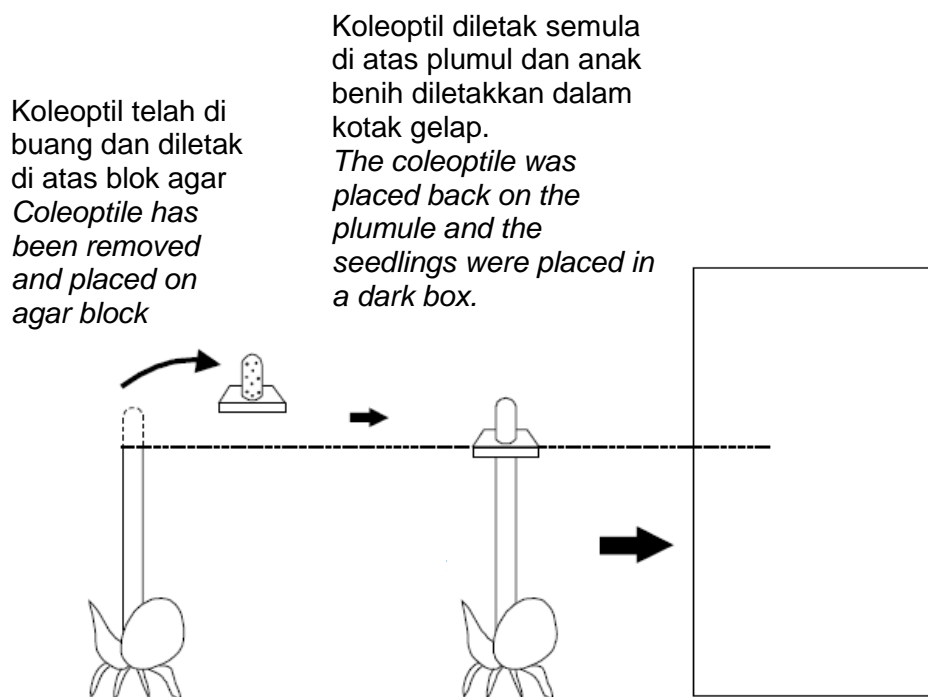 Koleoptil telah di
buang dan diletak
di atas blok agar
Coleoptile has
been removed
and placed on
agar block
Koleoptil diletak semula
di atas plumul dan anak
benih diletakkan dalam
kotak gelap.
The coleoptile was
placed back on the
plumule and the
seedlings were placed in
a dark box.